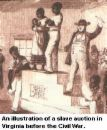 An illustration of a slave auction in
Virginia before the Civil War.